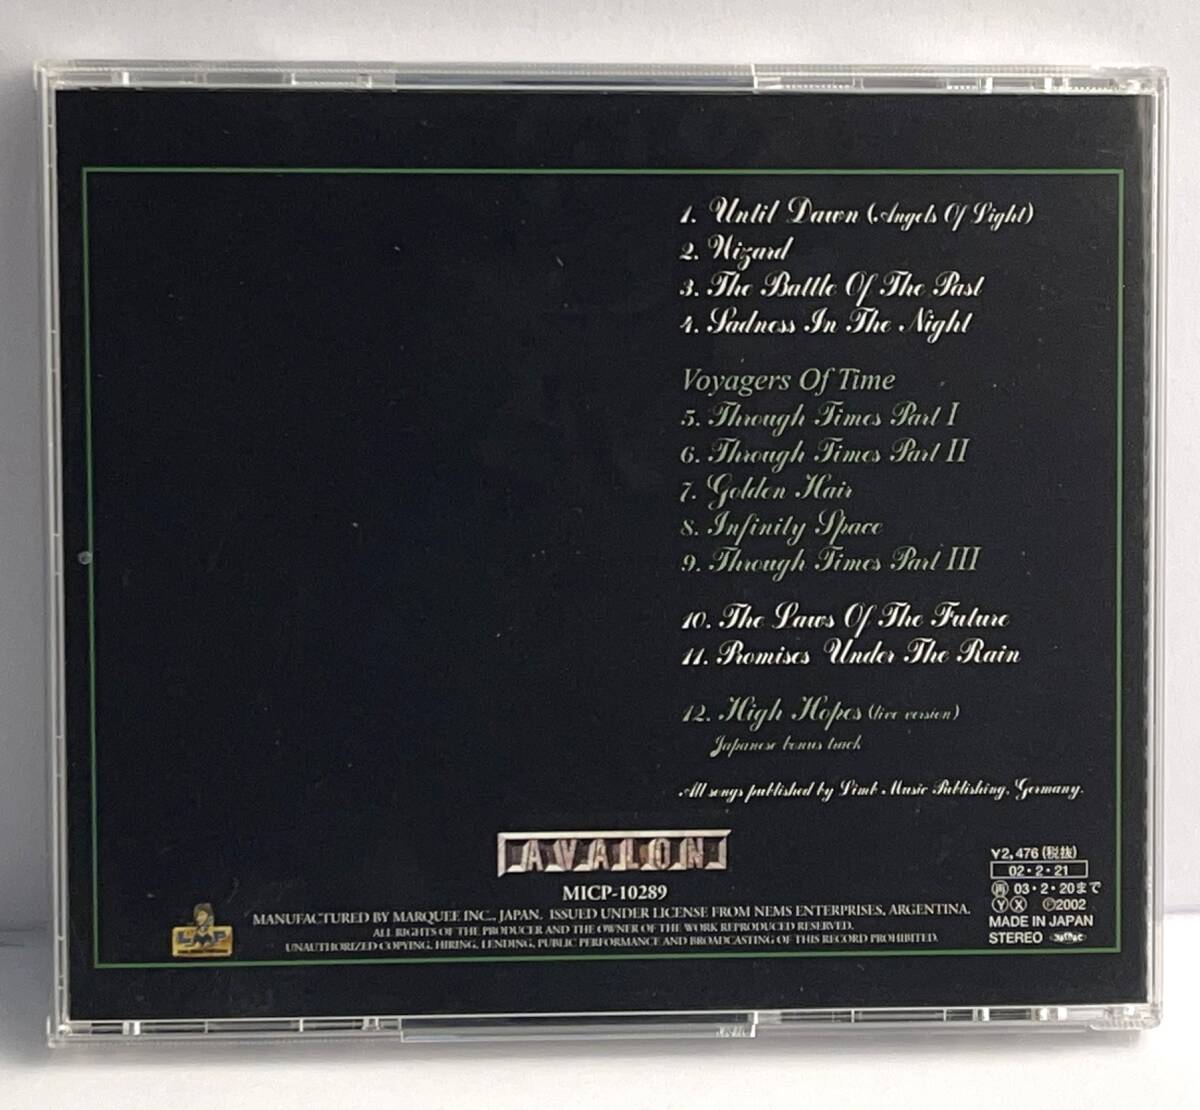 1. Until Dawn (Angels Of Light)
2. Wizard
3. The Battle Of The Past
4. Sadness In The Night
Voyagers Of Time
5. Through Times Part I
6. Through Times Part II
7. Golden Hair
8. Infinity Space
9. Through Times Part III
10. The Laws Of The Future
11. Promises Under The Rain
12. High Hopes (live version)
Japanese bonus track
All songs published by Limb Music Publishing, Germany.
AVALON
MICP-10289
MANUFACTURED BY MARQUEE INC., JAPAN. ISSUED UNDER LICENSE FROM NEMS ENTERPRISES, ARGENTINA.
ALL RIGHTS OF THE PRODUCER AND THE OWNER OF THE WORK REPRODUCED RESERVED.
UNAUTHORIZED COPYING, HIRING, LENDING, PUBLIC PERFORMANCE AND BROADCASTING OF THIS RECORD PROHIBITED.
LMP
¥2,476(税抜)
02・2・21
再 03・2・20まで
Ⓨ Ⓧ ℗2002
MADE IN JAPAN
STEREO